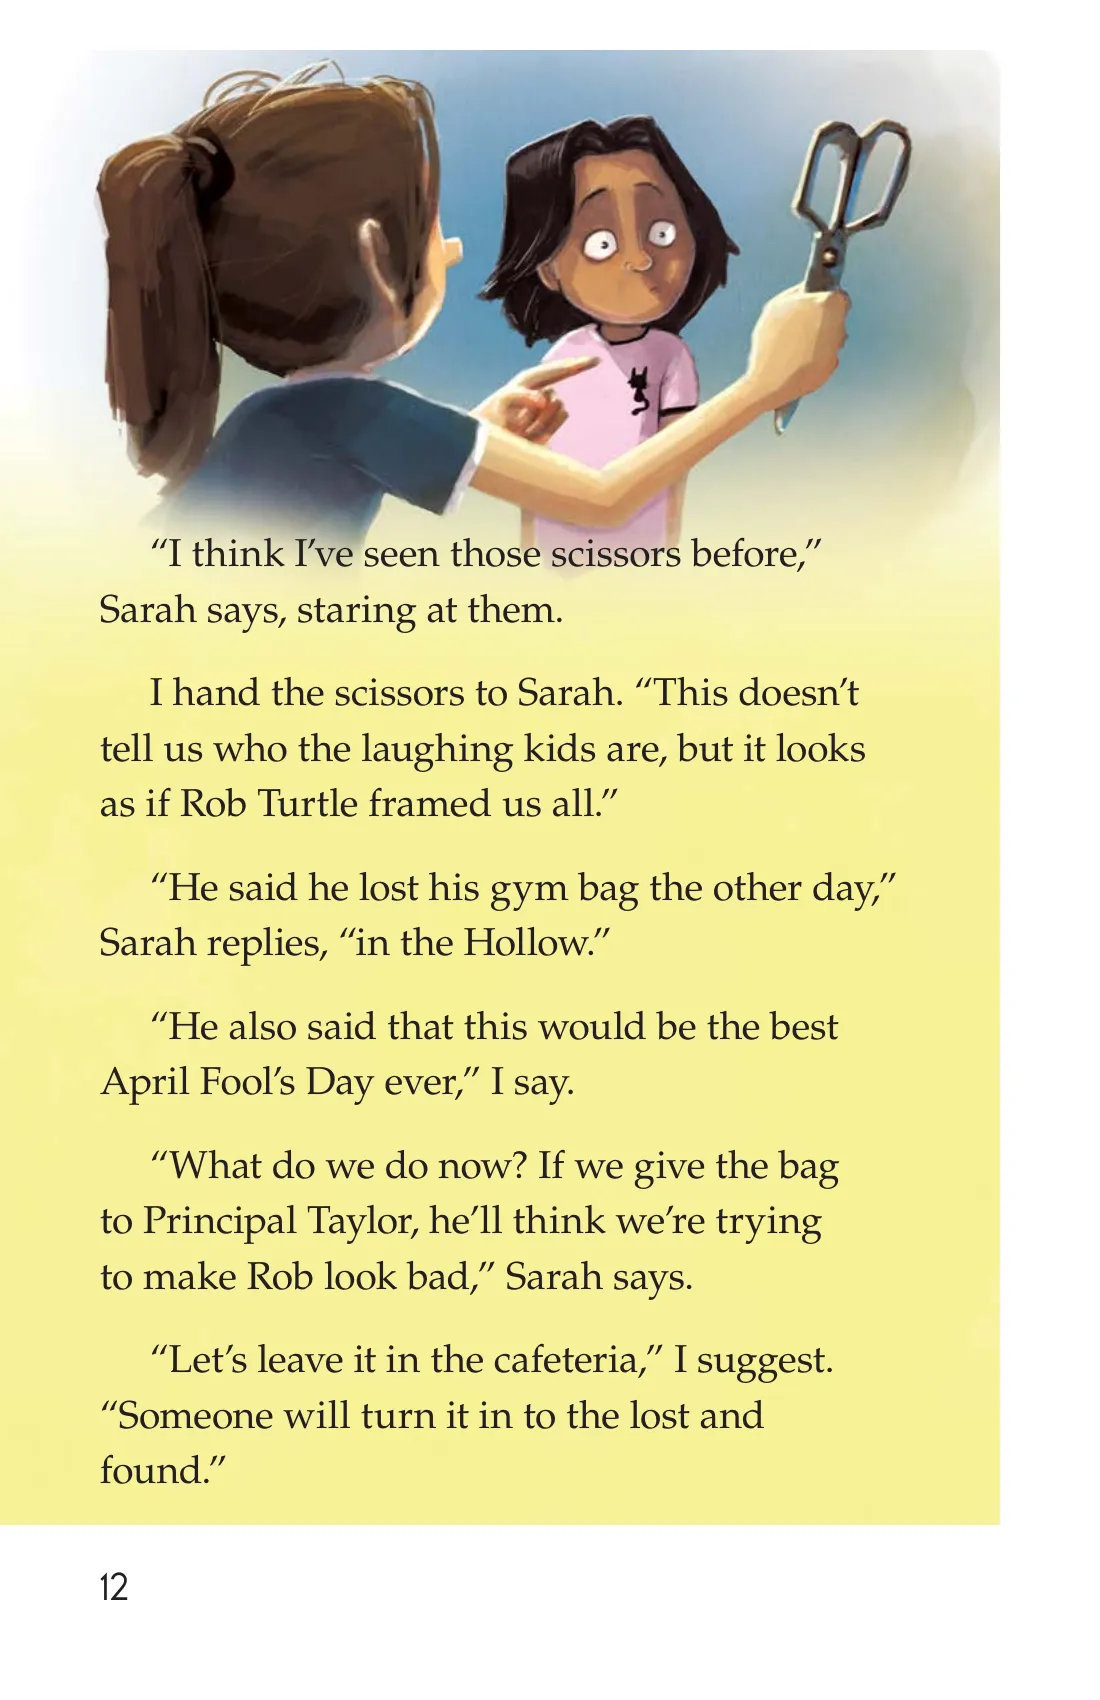 “I think I’ve seen those scissors before,”
Sarah says, staring at them.
I hand the scissors to Sarah. “This doesn’t
tell us who the laughing kids are, but it looks
as if Rob Turtle framed us all.”
“He said he lost his gym bag the other day,”
Sarah replies, “in the Hollow.”
“He also said that this would be the best
April Fool’s Day ever,” I say.
“What do we do now? If we give the bag
to Principal Taylor, he’ll think we’re trying
to make Rob look bad,” Sarah says.
“Let’s leave it in the cafeteria,” I suggest.
“Someone will turn it in to the lost and
found.”
12